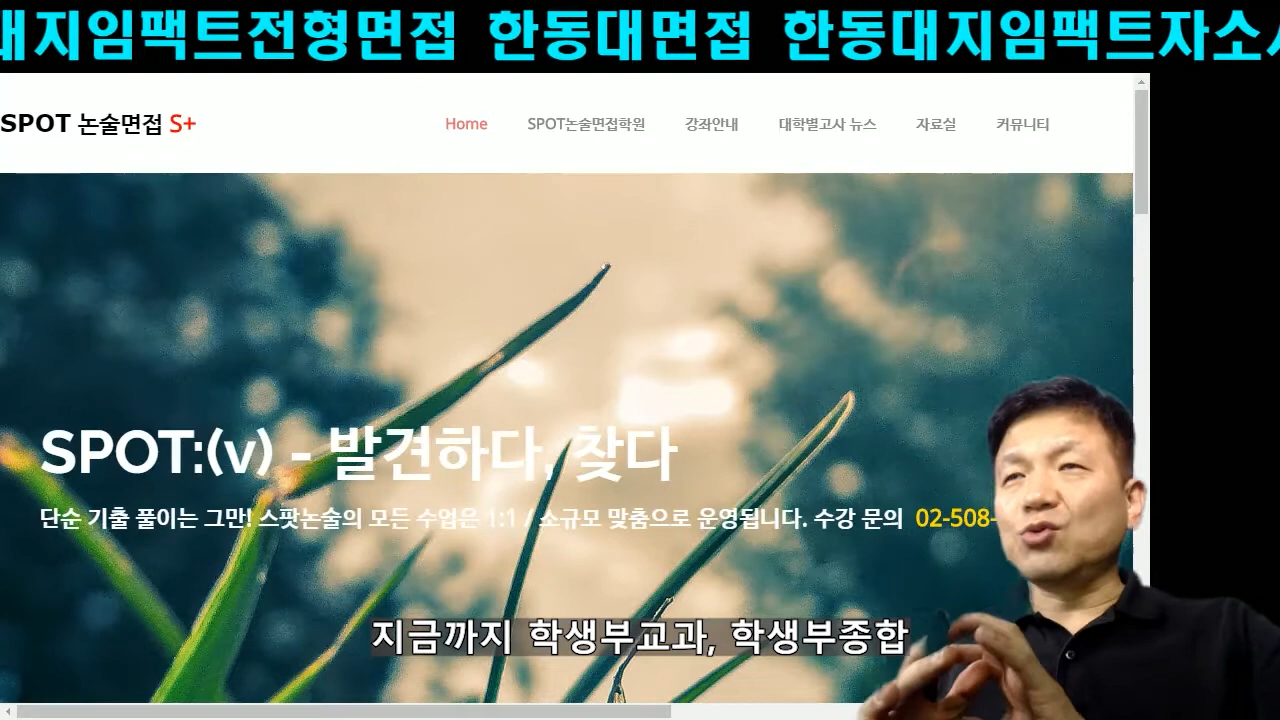 대지임팩트전형면접 한동대면접 한동대지임팩트자소서
SPOT 논술면접 S+
Home SPOT논술면접학원 강좌안내 대학별고사 뉴스 자료실 커뮤니티
SPOT:(v) - 발견하다, 찾다
단순 기출 풀이는 그만! 스팟논술의 모든 수업은 1:1 / 소규모 맞춤으로 운영됩니다. 수강 문의 02-508-
지금까지 학생부교과, 학생부종합